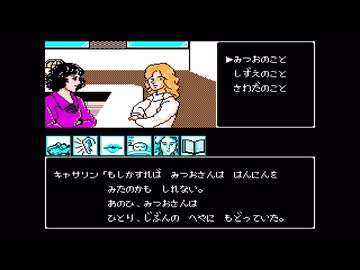 ▶みつおのこと
しずえのこと
さわだのこと
キャサリン「もしかすれば みつおさんは はんにんを
みたのかも しれない。
あのひ、みつおさんは
ひとり、じぶんの へやに もどっていた。